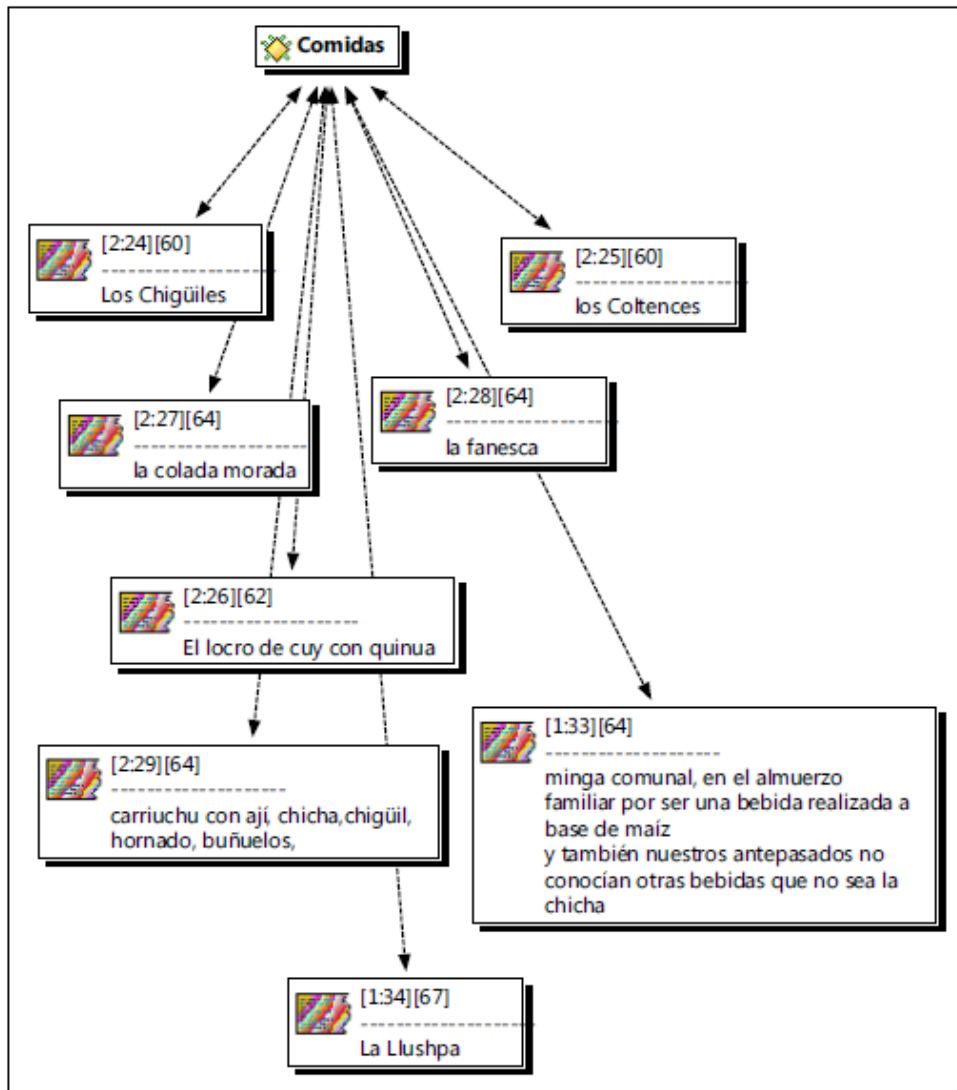 Comidas
[2:24][60]
--------------------
Los Chigüiles
[2:25][60]
--------------------
los Coltences
[2:27][64]
--------------------
la colada morada
[2:28][64]
--------------------
la fanesca
[2:26][62]
--------------------
El locro de cuy con quinua
[2:29][64]
--------------------
carriuchu con ají, chicha,chigüil,
hornado, buñuelos,
[1:33][64]
--------------------
minga comunal, en el almuerzo
familiar por ser una bebida realizada a
base de maíz
y también nuestros antepasados no
conocían otras bebidas que no sea la
chicha
[1:34][67]
--------------------
La Llushpa